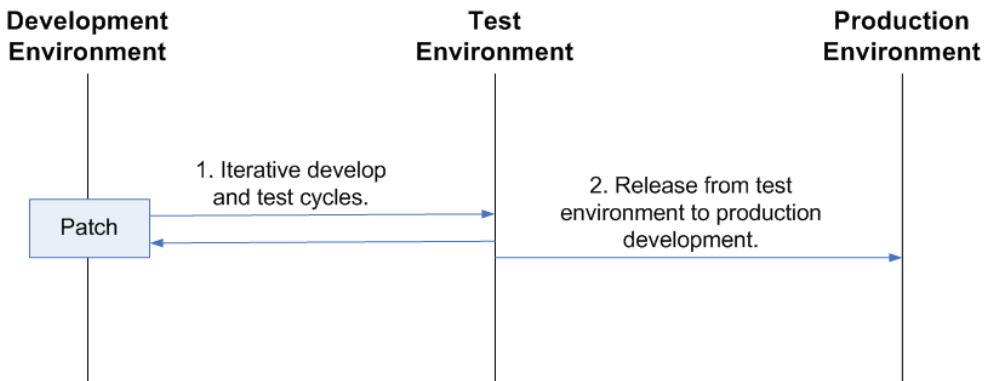 Development
Environment
Test
Environment
Production
Environment
1. Iterative develop
and test cycles.
2. Release from test
environment to production
development.
Patch